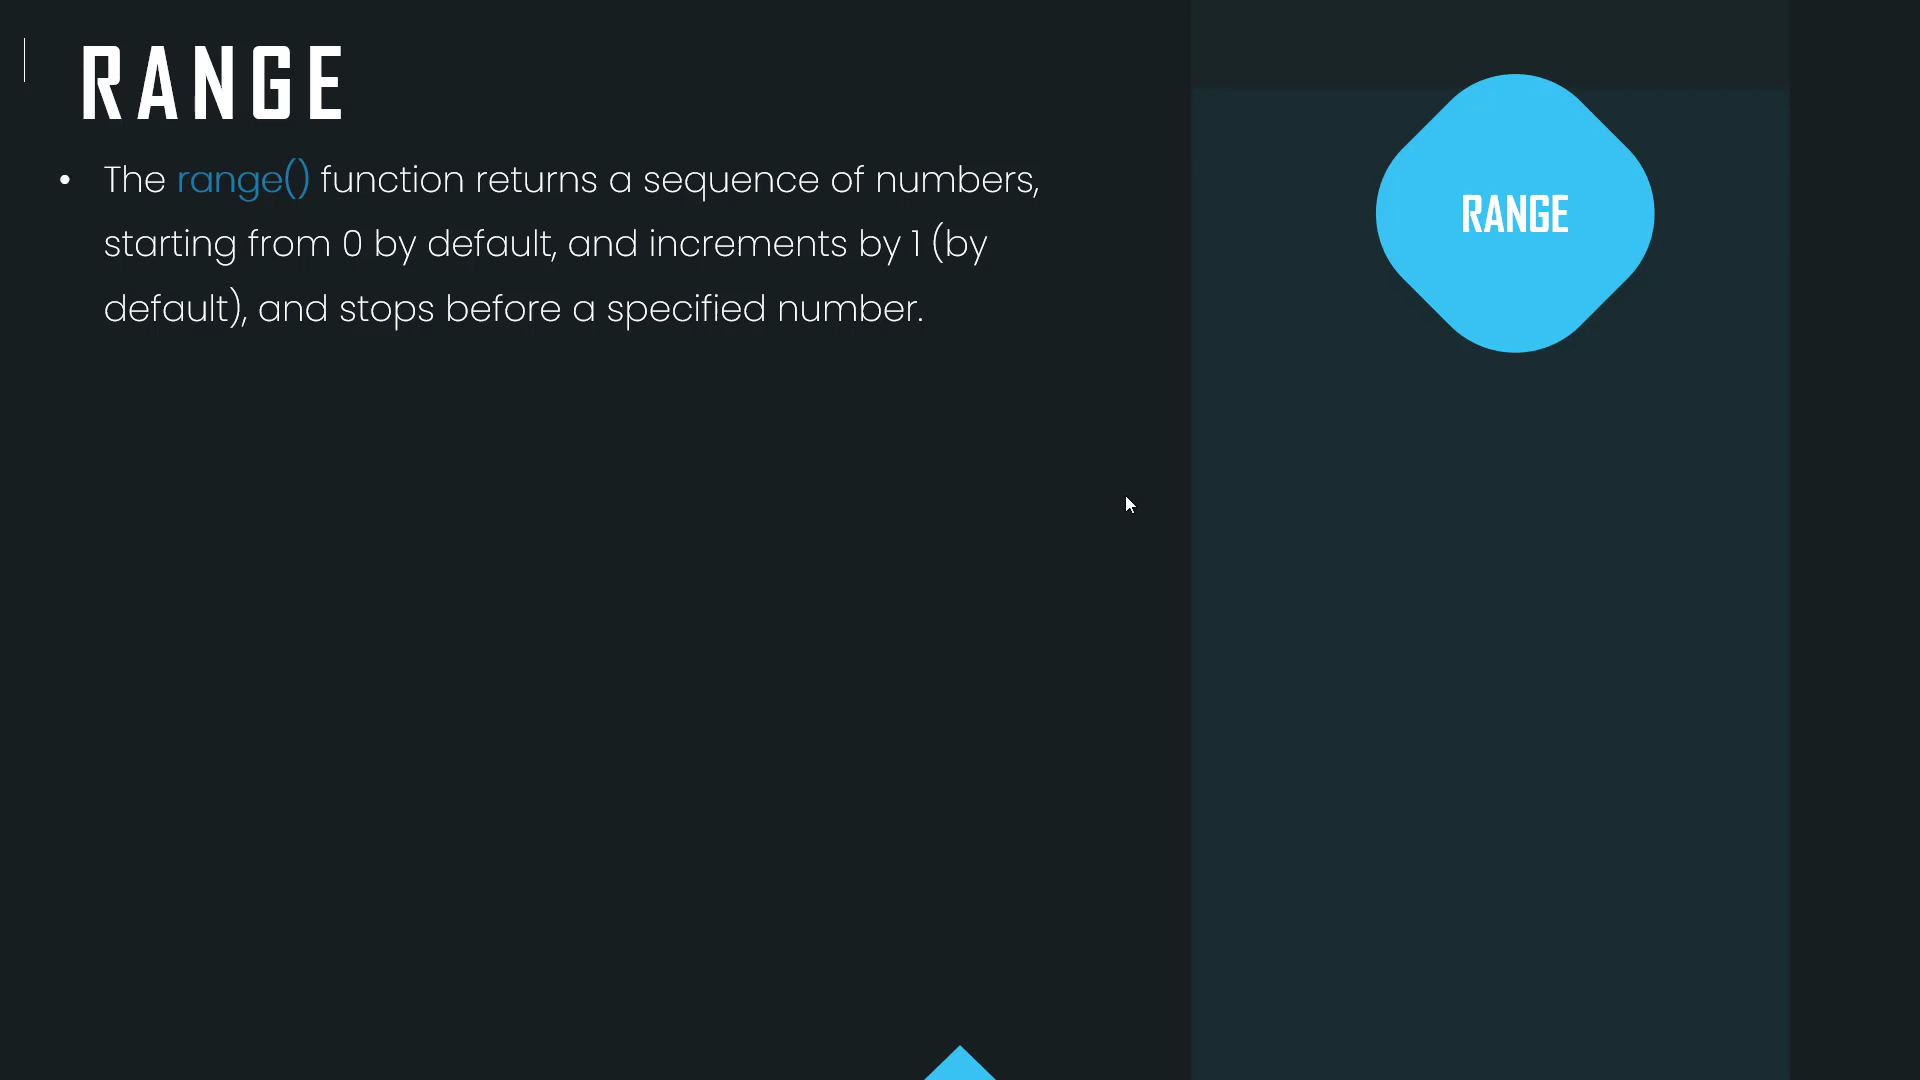 RANGE
• The range() function returns a sequence of numbers,
starting from 0 by default, and increments by 1 (by
default), and stops before a specified number.
RANGE